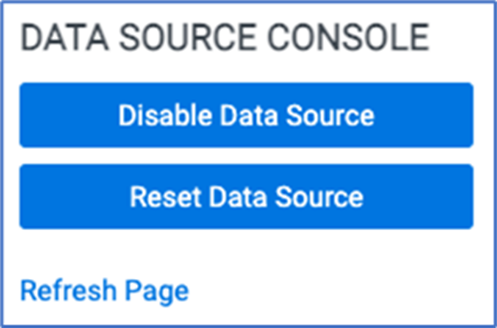 DATA SOURCE CONSOLE
Disable Data Source
Reset Data Source
Refresh Page